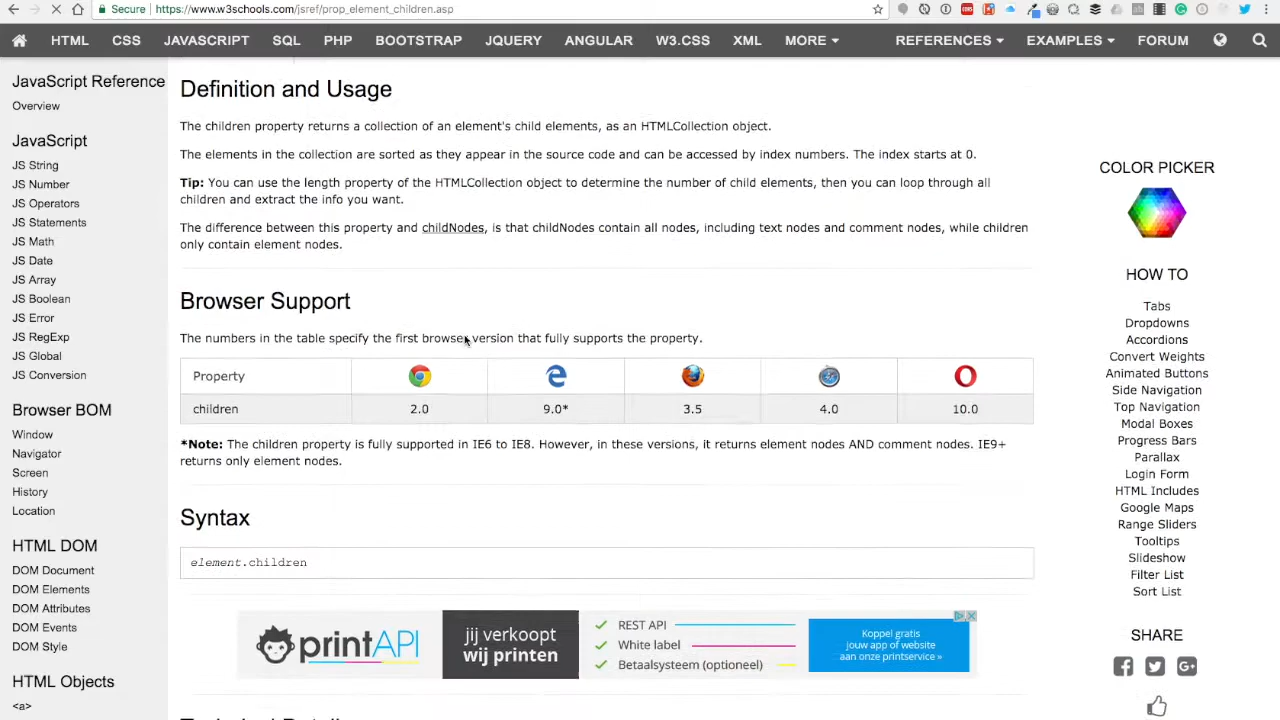 Secure
https://www.w3schools.com/jsref/prop_element_children.asp
HTML CSS JAVASCRIPT SQL PHP BOOTSTRAP JQUERY ANGULAR W3.CSS XML MORE REFERENCES EXAMPLES FORUM
JavaScript Reference
Overview
JavaScript
JS String
JS Number
JS Operators
JS Statements
JS Math
JS Date
JS Array
JS Boolean
JS Error
JS RegExp
JS Global
JS Conversion
Browser BOM
Window
Navigator
Screen
History
Location
HTML DOM
DOM Document
DOM Elements
DOM Attributes
DOM Events
DOM Style
HTML Objects
<a>
Definition and Usage
The children property returns a collection of an element's child elements, as an HTMLCollection object.
The elements in the collection are sorted as they appear in the source code and can be accessed by index numbers. The index starts at 0.
Tip: You can use the length property of the HTMLCollection object to determine the number of child elements, then you can loop through all
children and extract the info you want.
The difference between this property and childNodes, is that childNodes contain all nodes, including text nodes and comment nodes, while children
only contain element nodes.
Browser Support
The numbers in the table specify the first browser version that fully supports the property.
Property
children 2.0 9.0* 3.5 4.0 10.0
*Note: The children property is fully supported in IE6 to IE8. However, in these versions, it returns element nodes AND comment nodes. IE9+
returns only element nodes.
Syntax
element.children
printAPI
jij verkoopt
wij printen
REST API
White label
Betaalsysteem (optioneel)
Koppel gratis
jouw app of website
aan onze printservice »
COLOR PICKER
HOW TO
Tabs
Dropdowns
Accordions
Convert Weights
Animated Buttons
Side Navigation
Top Navigation
Modal Boxes
Progress Bars
Parallax
Login Form
HTML Includes
Google Maps
Range Sliders
Tooltips
Slideshow
Filter List
Sort List
SHARE